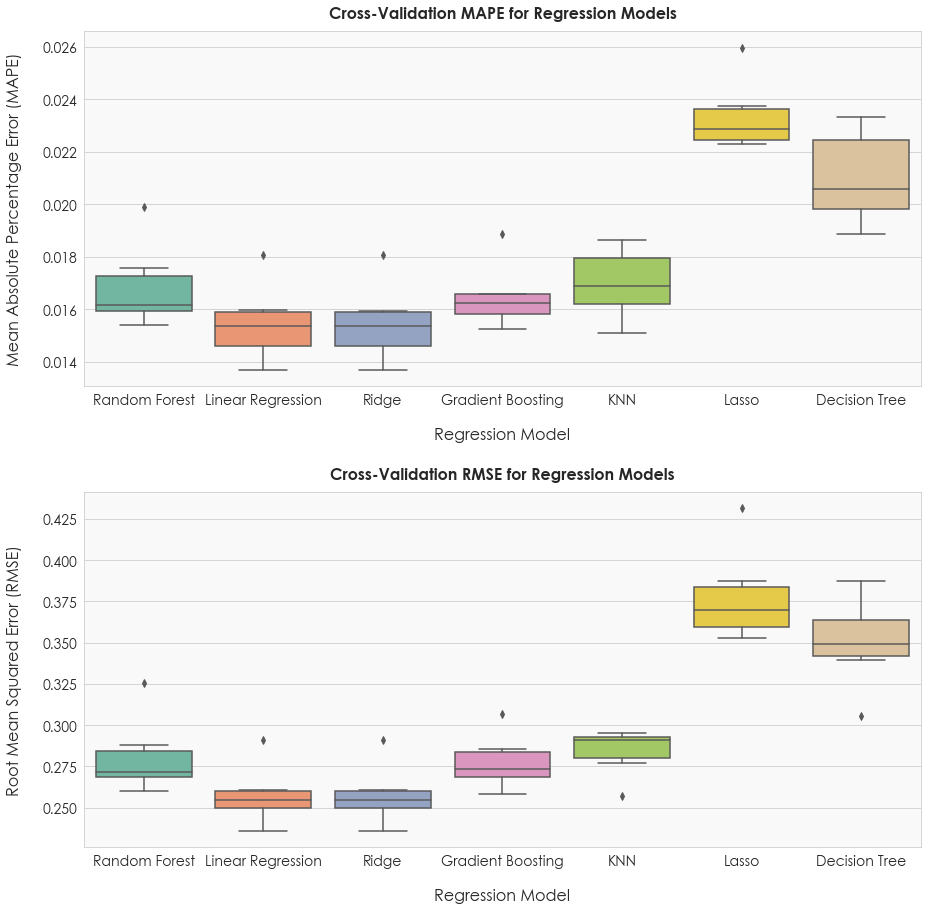 Cross-Validation MAPE for Regression Models
Mean Absolute Percentage Error (MAPE)
0.026
0.024
0.022
0.020
0.018
0.016
0.014
Random Forest Linear Regression Ridge Gradient Boosting KNN Lasso Decision Tree
Regression Model
Cross-Validation RMSE for Regression Models
Root Mean Squared Error (RMSE)
0.425
0.400
0.375
0.350
0.325
0.300
0.275
0.250
Random Forest Linear Regression Ridge Gradient Boosting KNN Lasso Decision Tree
Regression Model